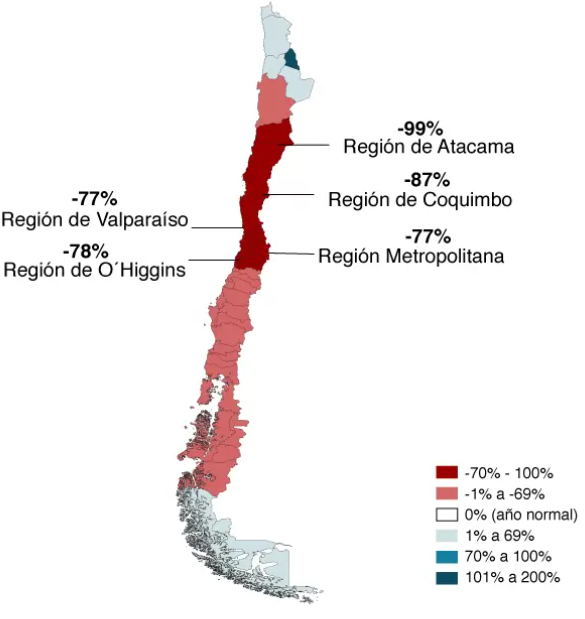 -99%
Región de Atacama
-87%
Región de Coquimbo
-77%
Región de Valparaíso
-77%
Región Metropolitana
-78%
Región de O´Higgins
-70% - 100%
-1% a -69%
0% (año normal)
1% a 69%
70% a 100%
101% a 200%